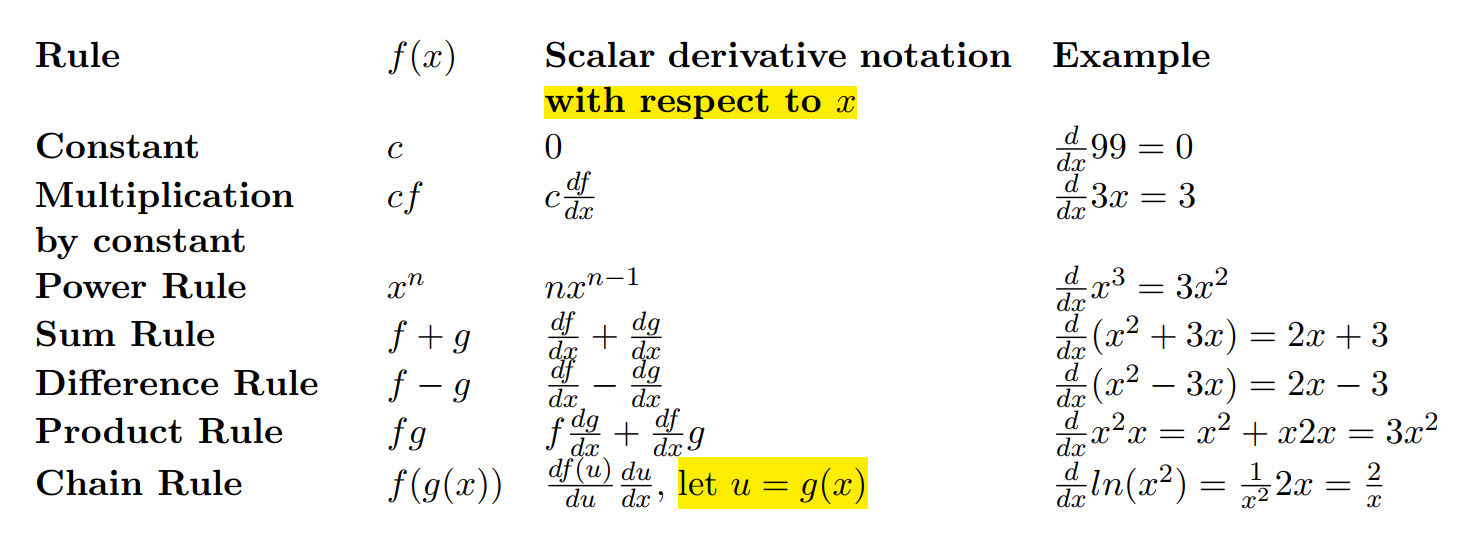 Rule f(x) Scalar derivative notation Example
with respect to x
Constant c 0 \frac{d}{dx}99 = 0
Multiplication cf c\frac{df}{dx} \frac{d}{dx}3x = 3
by constant
Power Rule x^n nx^{n-1} \frac{d}{dx}x^3 = 3x^2
Sum Rule f + g \frac{df}{dx} + \frac{dg}{dx} \frac{d}{dx}(x^2 + 3x) = 2x + 3
Difference Rule f − g \frac{df}{dx} − \frac{dg}{dx} \frac{d}{dx}(x^2 − 3x) = 2x − 3
Product Rule fg f\frac{dg}{dx} + \frac{df}{dx}g \frac{d}{dx}x^2x = x^2 + x2x = 3x^2
Chain Rule f(g(x)) \frac{df(u)}{du}\frac{du}{dx}, let u = g(x) \frac{d}{dx}ln(x^2) = \frac{1}{x^2}2x = \frac{2}{x}